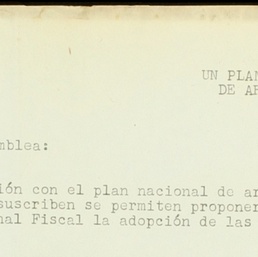 UN PLAN
DE AR
mblea:
ión con el plan nacional de ar
suscriben se permiten proponer
nal Fiscal la adopción de las